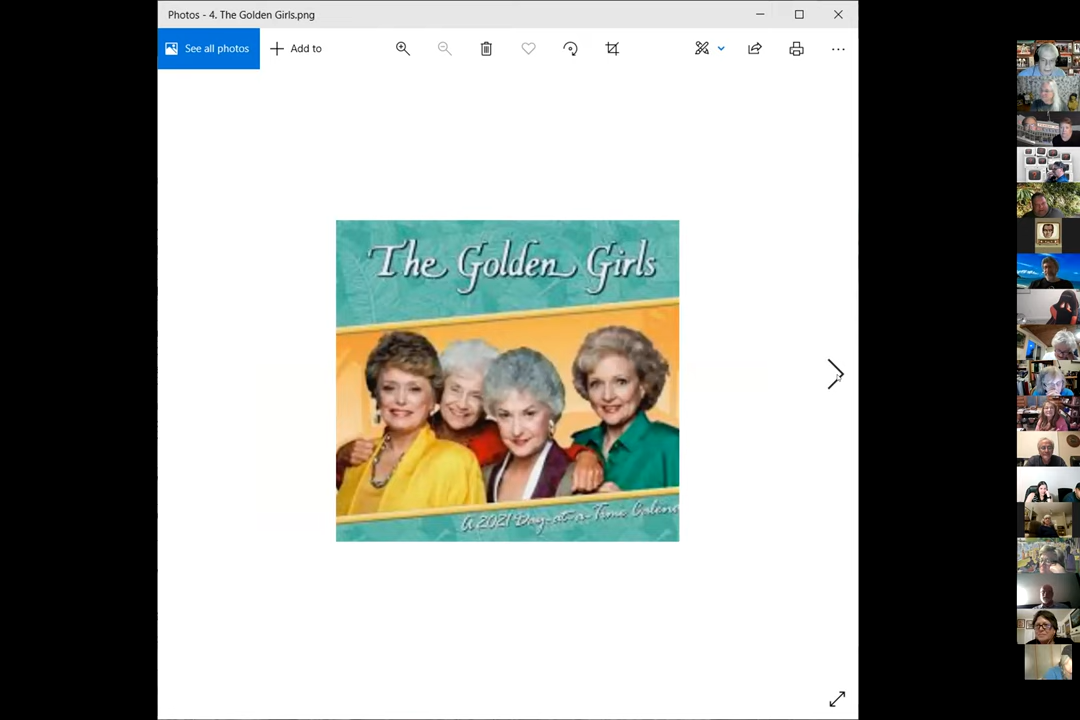 Photos - 4. The Golden Girls.png
See all photos
Add to
The Golden Girls
A 2021 Day-at-a-Time Calend